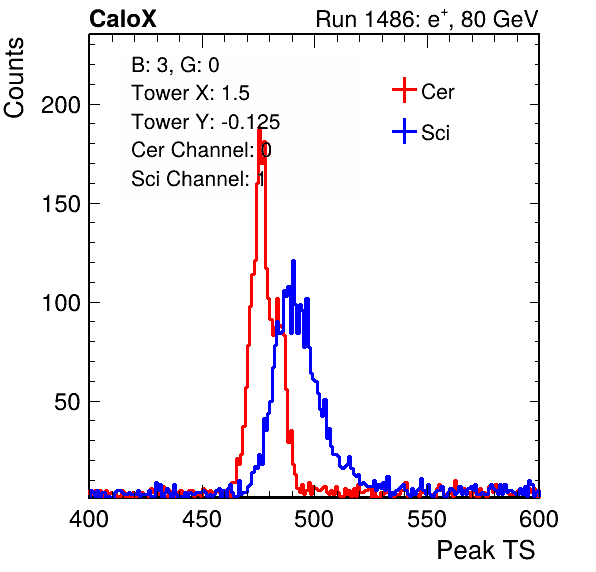 CaloX Run 1486: e⁺, 80 GeV
Counts
B: 3, G: 0
Tower X: 1.5
Tower Y: -0.125
Cer Channel: 0
Sci Channel: 1
Cer
Sci
200
150
100
50
400 450 500 550 600
Peak TS